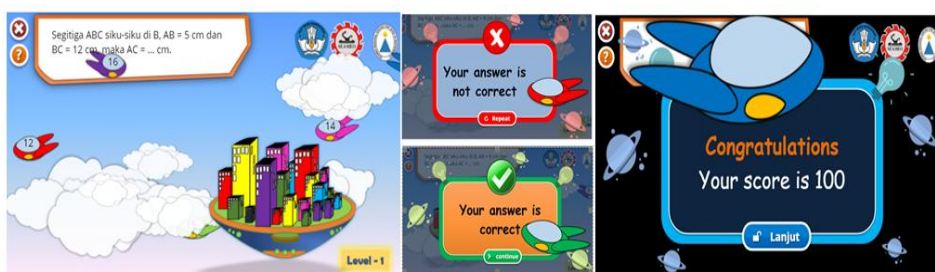 Segitiga ABC siku-siku di B, AB = 5 cm dan
BC = 12 cm, maka AC = ... cm.
16
14
12
Level - 1
Your answer is
not correct
Repeat
Your answer is
correct
continue
Congratulations
Your score is 100
Lanjut